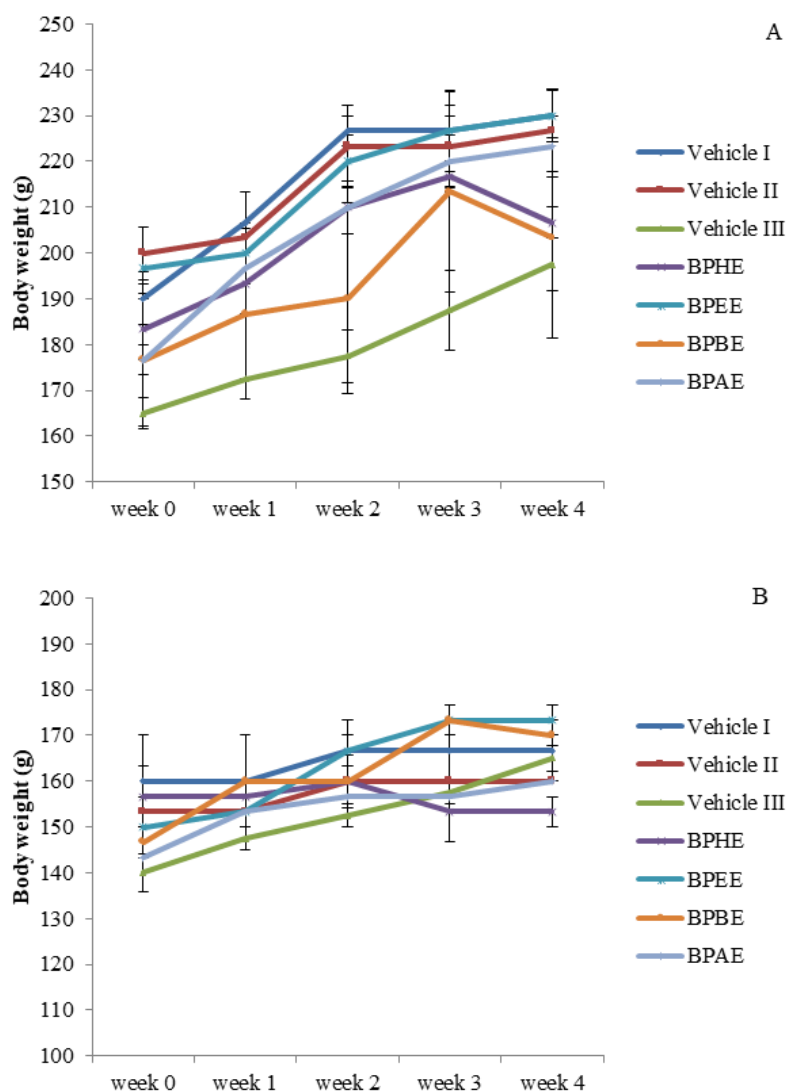 A
250
240
230
220
210
200
190
180
170
160
150
Body weight (g)
week 0 week 1 week 2 week 3 week 4
Vehicle I
Vehicle II
Vehicle III
BPHE
BPEE
BPBE
BPAE
B
200
190
180
170
160
150
140
130
120
110
100
Body weight (g)
week 0 week 1 week 2 week 3 week 4
Vehicle I
Vehicle II
Vehicle III
BPHE
BPEE
BPBE
BPAE